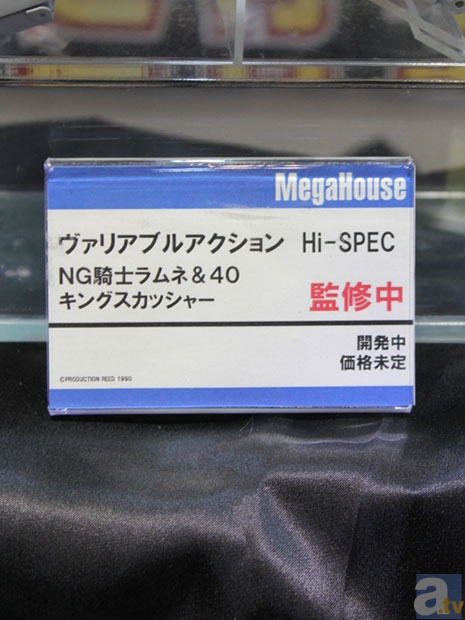 MegaHouse
ヴァリアブルアクション Hi-SPEC
NG騎士ラムネ&40
キングスカッシャー
監修中
開発中
価格未定
©PRODUCTION REED 1990
a.tv